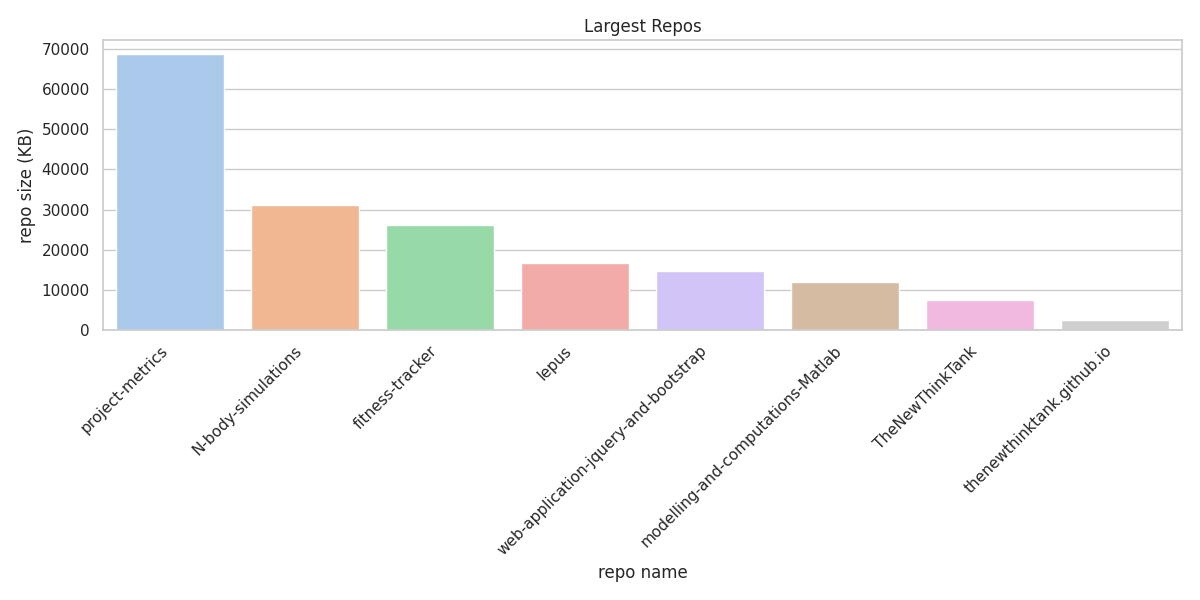 Largest Repos
repo size (KB)
70000
60000
50000
40000
30000
20000
10000
0
project-metrics
N-body-simulations
fitness-tracker
lepus
web-application-jquery-and-bootstrap
modelling-and-computations-Matlab
TheNewThinkTank
thenewthinktank.github.io
repo name